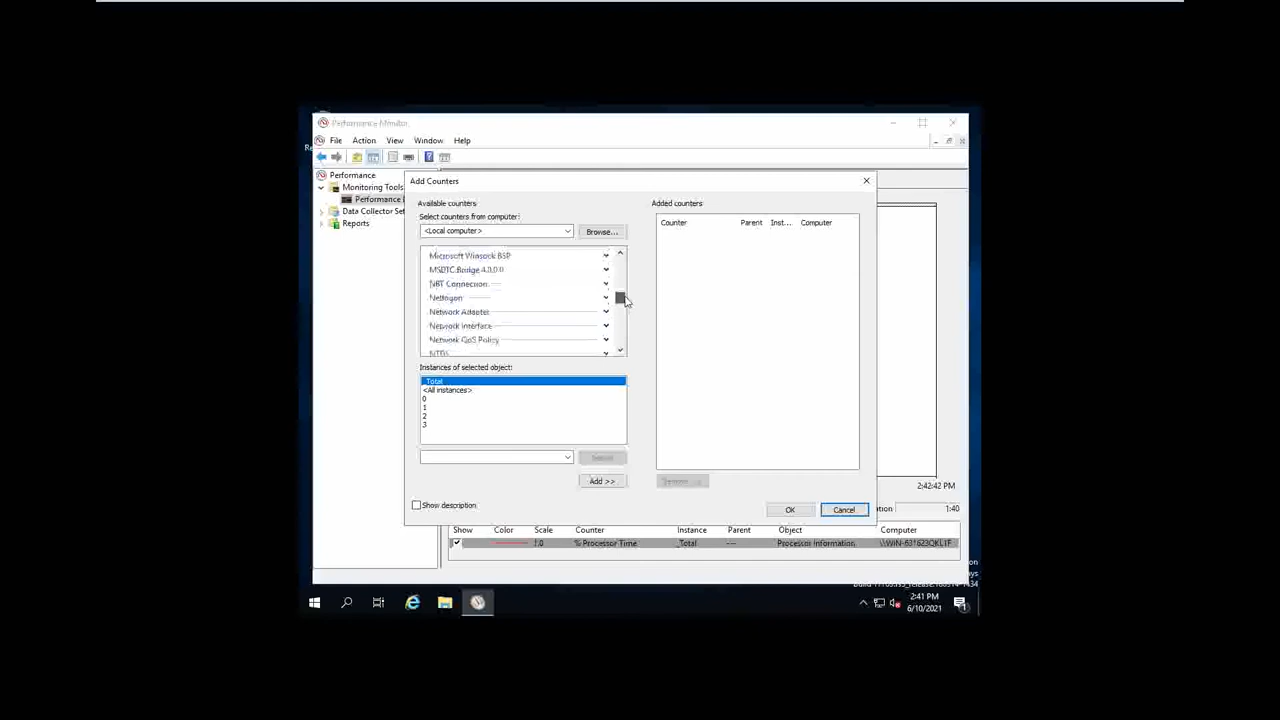 Performance Monitor
File Action View Window Help
Performance
Monitoring Tools
Performance
Data Collector Set
Reports
Add Counters
Available counters
Select counters from computer:
<Local computer>
Browse...
Microsoft Winsock BSP
MSDTC Bridge 4.0.0.0
NBT Connection
Netlogon
Network Adapter
Network Interface
Network QoS Policy
NTDS
Instances of selected object:
_Total
<All instances>
0
1
2
3
Search
Add >>
Show description
Added counters
Counter Parent Inst... Computer
Remove
OK Cancel
2:42:42 PM
ation 1:40
Show Color Scale Counter Instance Parent Object Computer
1.0 % Processor Time _Total --- Processor Information
2:41 PM
6/10/2021